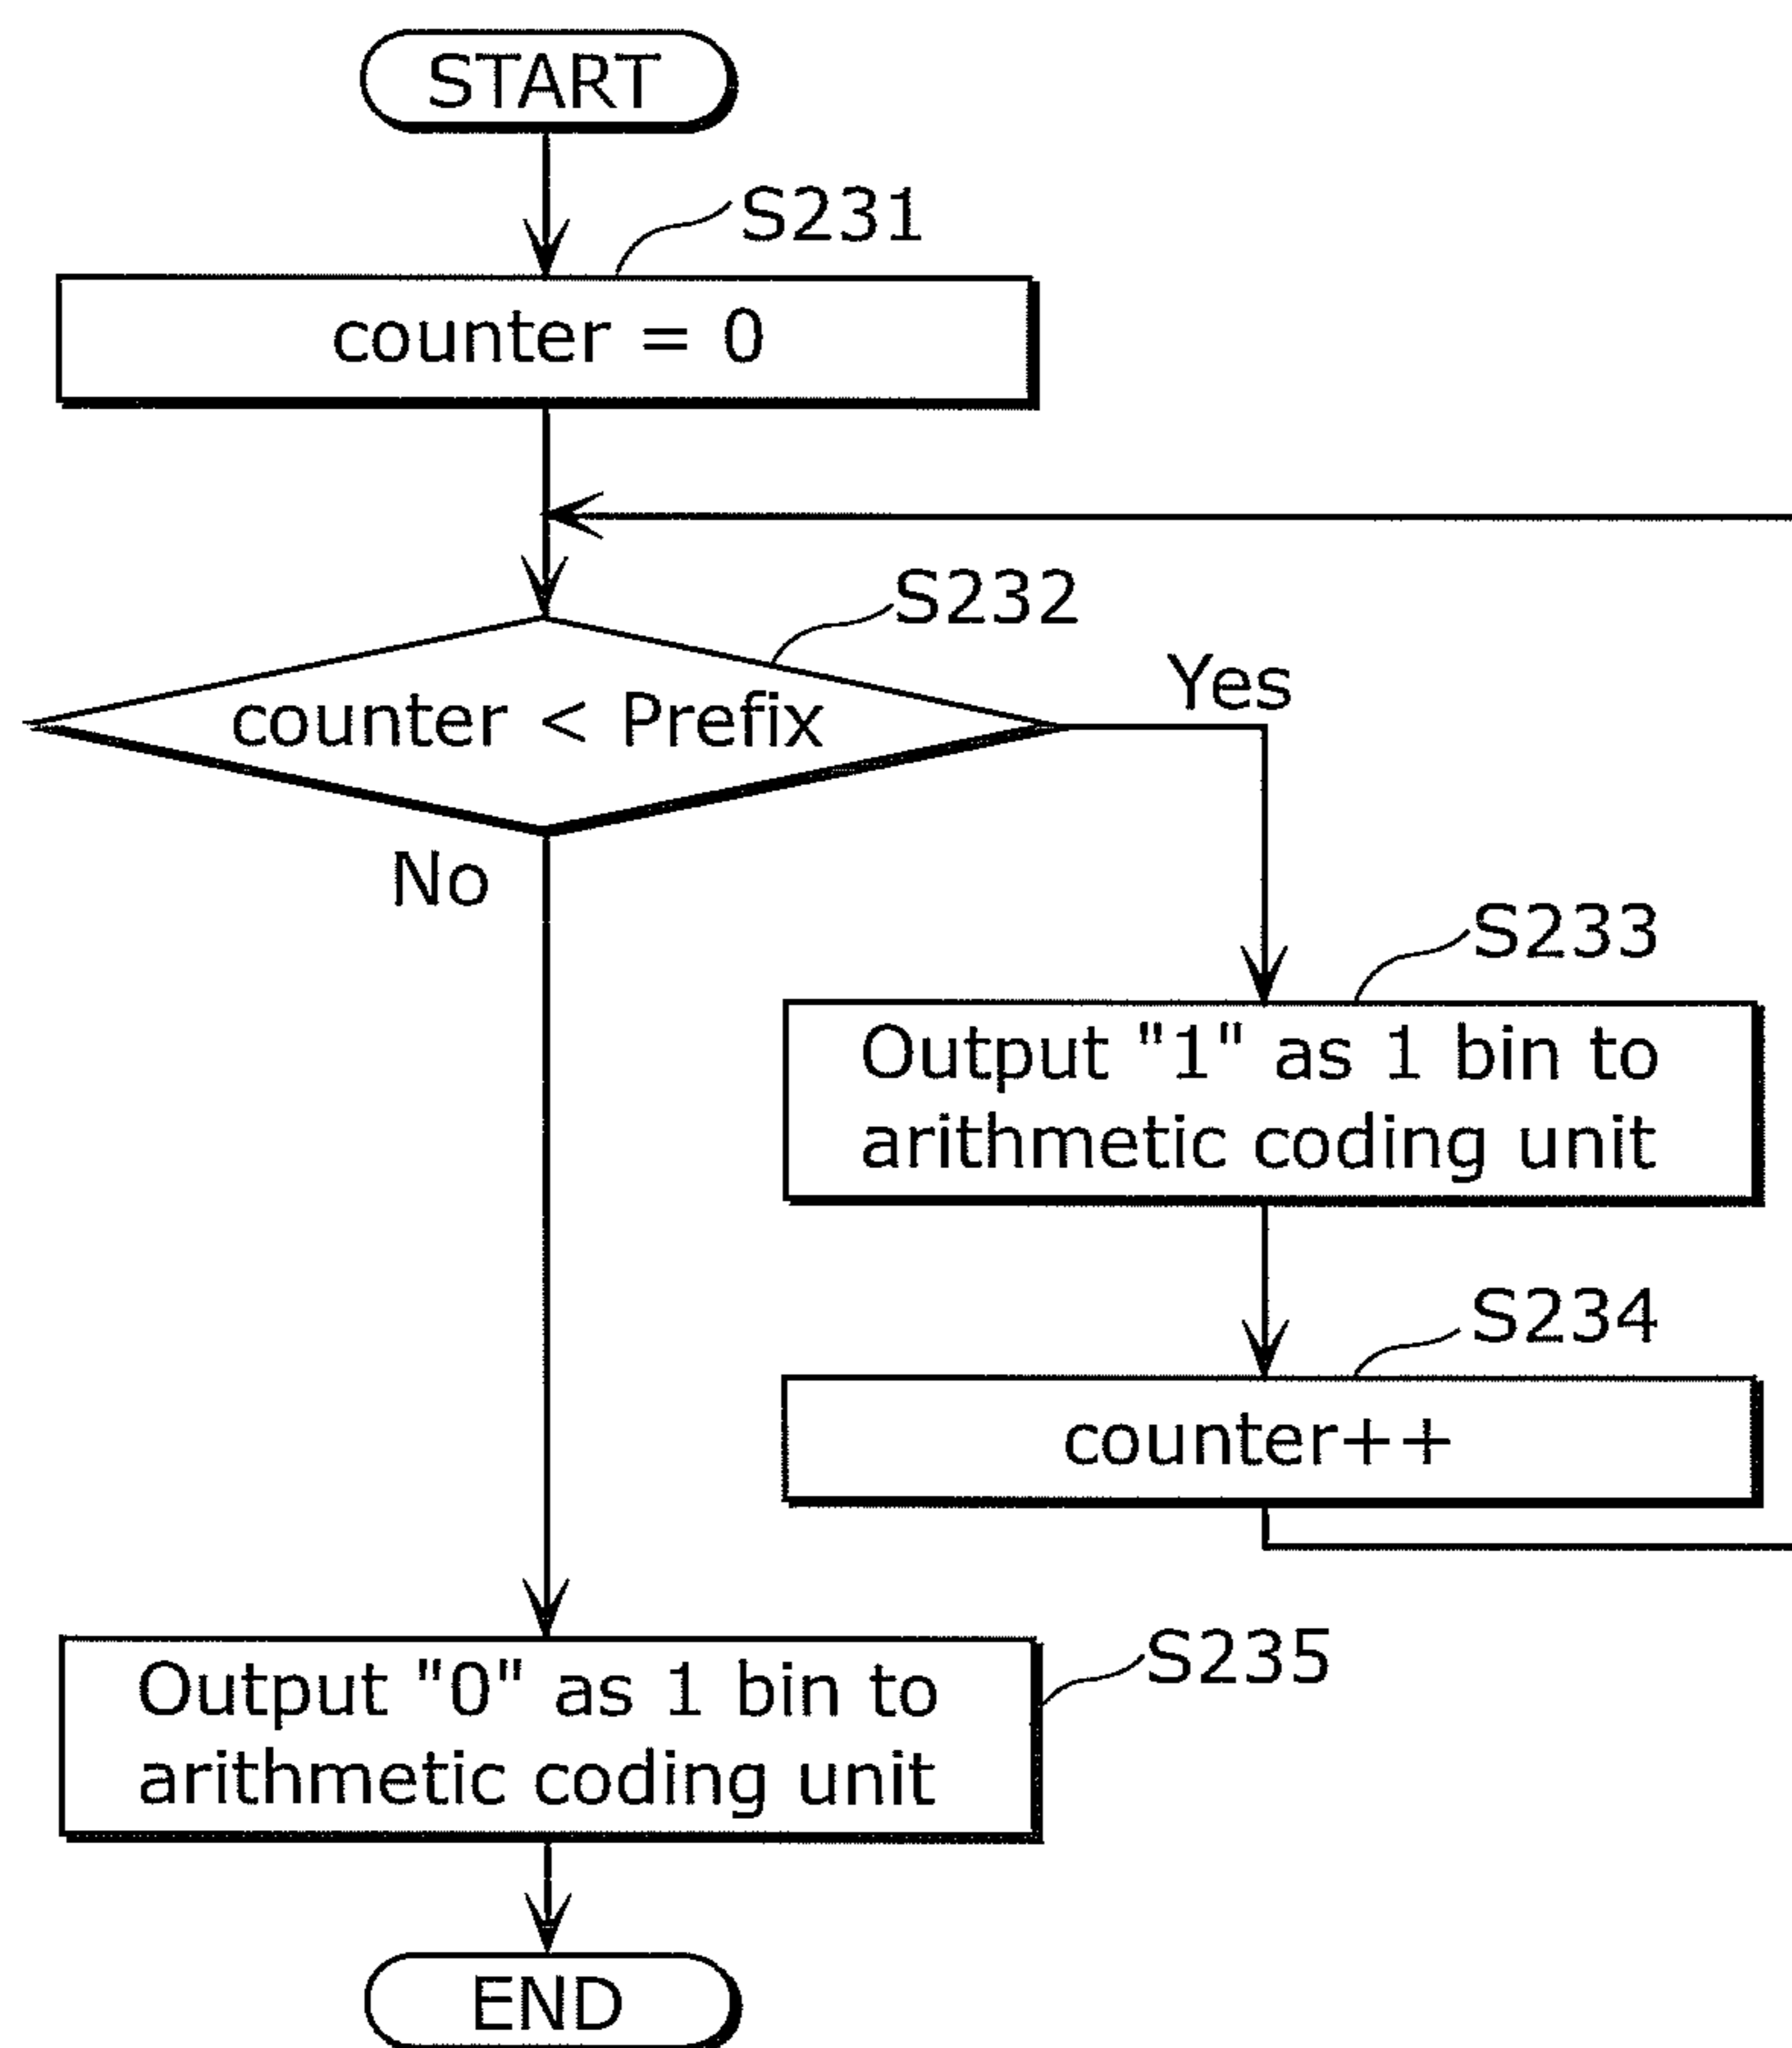 START
S231
counter = 0
S232
counter < Prefix
Yes
No
S233
Output "1" as 1 bin to
arithmetic coding unit
S234
counter++
S235
Output "0" as 1 bin to
arithmetic coding unit
END